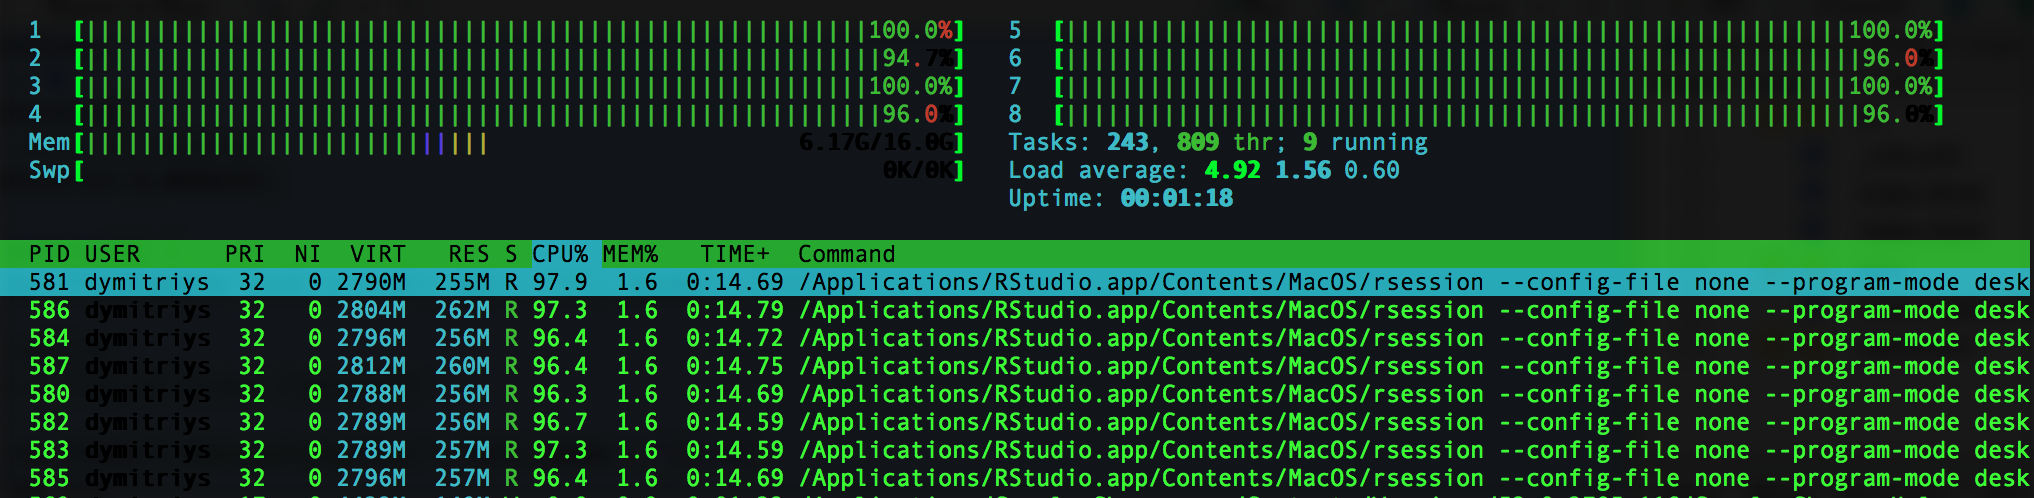 1 [100.0%] 5 [100.0%]
2 [94.7%] 6 [96.0%]
3 [100.0%] 7 [100.0%]
4 [96.0%] 8 [96.0%]
Mem[6.17G/16.0G] Tasks: 243, 809 thr; 9 running
Swp[0K/0K] Load average: 4.92 1.56 0.60
Uptime: 00:01:18
PID USER PRI NI VIRT RES S CPU% MEM% TIME+ Command
581 dymitriys 32 0 2790M 255M R 97.9 1.6 0:14.69 /Applications/RStudio.app/Contents/MacOS/rsession --config-file none --program-mode desk
586 dymitriys 32 0 2804M 262M R 97.3 1.6 0:14.79 /Applications/RStudio.app/Contents/MacOS/rsession --config-file none --program-mode desk
584 dymitriys 32 0 2796M 256M R 96.4 1.6 0:14.72 /Applications/RStudio.app/Contents/MacOS/rsession --config-file none --program-mode desk
587 dymitriys 32 0 2812M 260M R 96.4 1.6 0:14.75 /Applications/RStudio.app/Contents/MacOS/rsession --config-file none --program-mode desk
580 dymitriys 32 0 2788M 256M R 96.3 1.6 0:14.69 /Applications/RStudio.app/Contents/MacOS/rsession --config-file none --program-mode desk
582 dymitriys 32 0 2789M 256M R 96.7 1.6 0:14.59 /Applications/RStudio.app/Contents/MacOS/rsession --config-file none --program-mode desk
583 dymitriys 32 0 2789M 257M R 97.3 1.6 0:14.59 /Applications/RStudio.app/Contents/MacOS/rsession --config-file none --program-mode desk
585 dymitriys 32 0 2796M 257M R 96.4 1.6 0:14.69 /Applications/RStudio.app/Contents/MacOS/rsession --config-file none --program-mode desk